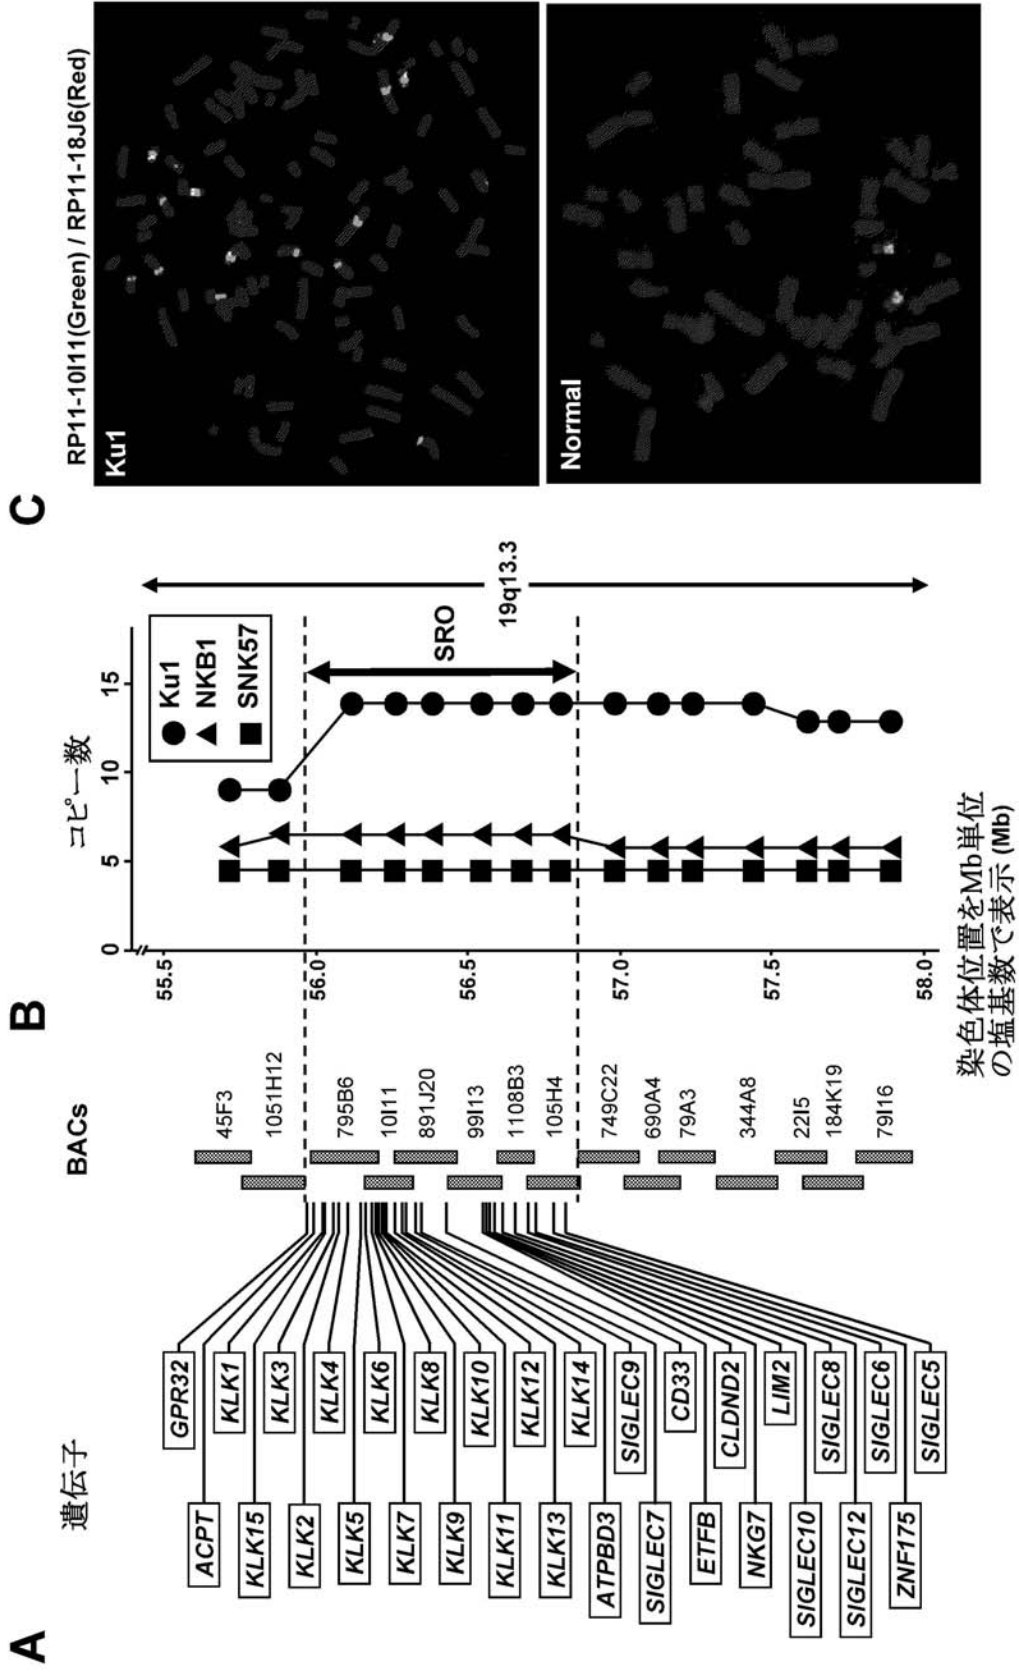 A
遺伝子
GPR32
ACPT
KLK1
KLK15
KLK3
KLK2
KLK4
KLK5
KLK6
KLK7
KLK8
KLK9
KLK10
KLK11
KLK12
KLK13
KLK14
ATPBD3
SIGLEC9
SIGLEC7
CD33
ETFB
CLDND2
NKG7
LIM2
SIGLEC10
SIGLEC8
SIGLEC12
SIGLEC6
ZNF175
SIGLEC5
BACs
45F3
1051H12
795B6
10I11
891J20
99I13
1108B3
105H4
749C22
690A4
79A3
344A8
22I5
184K19
79I16
B
コピー数
0
5
10
15
55.5
56.0
56.5
57.0
57.5
58.0
Ku1
NKB1
SNK57
SRO
19q13.3
染色体位置をMb単位
の塩基数で表示 (Mb)
C
RP11-10I11(Green) / RP11-18J6(Red)
Ku1
Normal